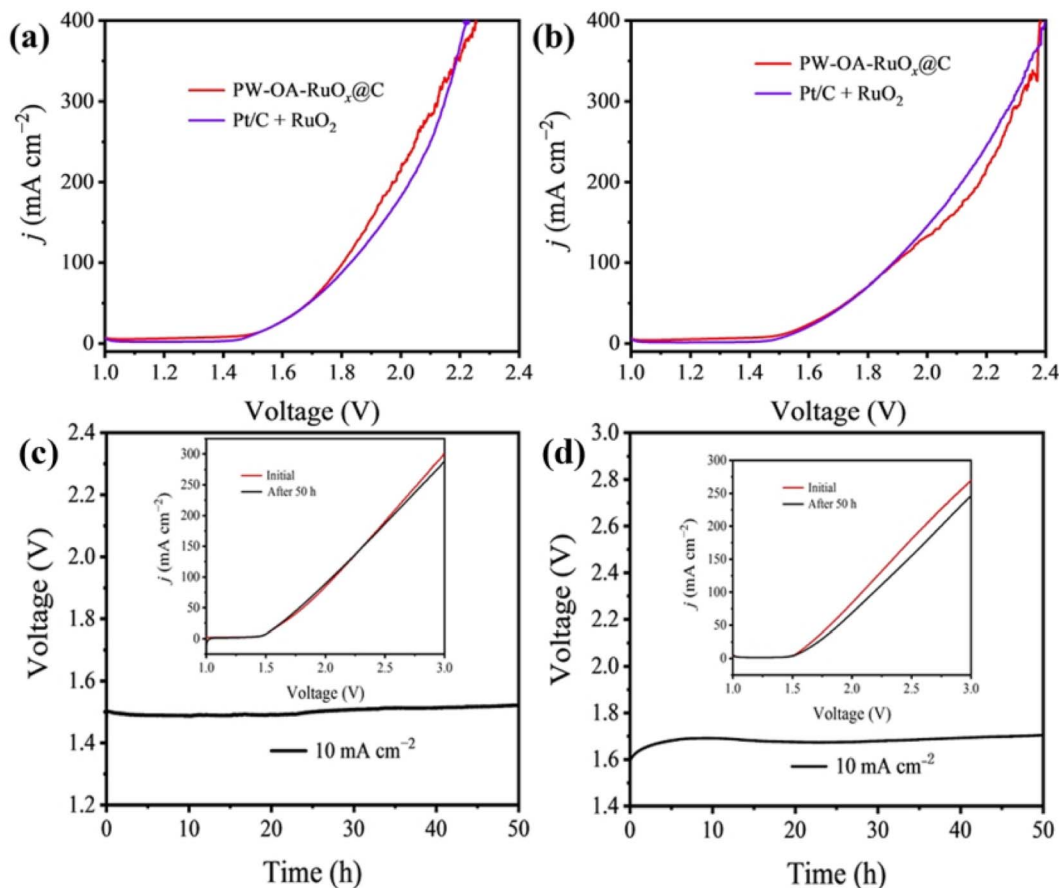 (a)
400
300
200
100
0
j (mA cm⁻²)
PW-OA-RuOₓ@C
Pt/C + RuO₂
1.0 1.2 1.4 1.6 1.8 2.0 2.2 2.4
Voltage (V)
(b)
400
300
200
100
0
j (mA cm⁻²)
PW-OA-RuOₓ@C
Pt/C + RuO₂
1.0 1.2 1.4 1.6 1.8 2.0 2.2 2.4
Voltage (V)
(c)
2.4
2.2
2.0
1.8
1.6
1.4
1.2
Voltage (V)
300
250
200
150
100
50
0
j (mA cm⁻²)
Initial
After 50 h
1.0 1.5 2.0 2.5 3.0
Voltage (V)
10 mA cm⁻²
0 10 20 30 40 50
Time (h)
(d)
3.0
2.8
2.6
2.4
2.2
2.0
1.8
1.6
1.4
Voltage (V)
300
250
200
150
100
50
0
j (mA cm⁻²)
Initial
After 50 h
1.0 1.5 2.0 2.5 3.0
Voltage (V)
10 mA cm⁻²
0 10 20 30 40 50
Time (h)